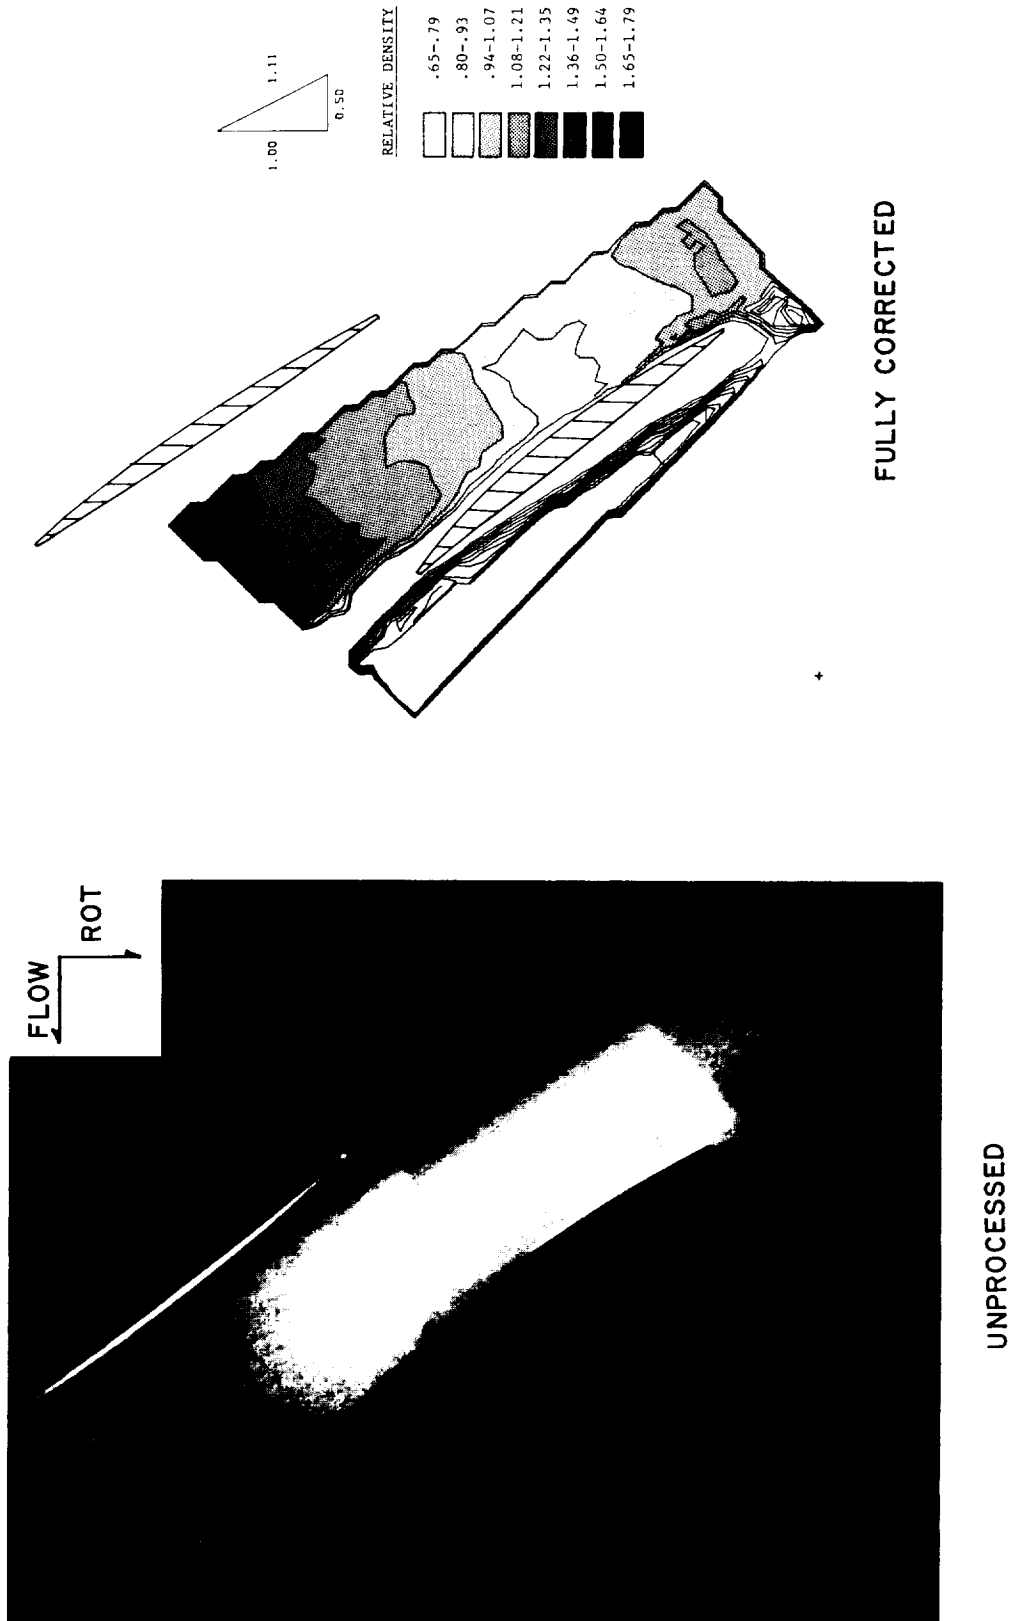 FLOW
ROT
UNPROCESSED
1.00
1.11
0.50
RELATIVE DENSITY
.65-.79
.80-.93
.94-1.07
1.08-1.21
1.22-1.35
1.36-1.49
1.50-1.64
1.65-1.79
FULLY CORRECTED